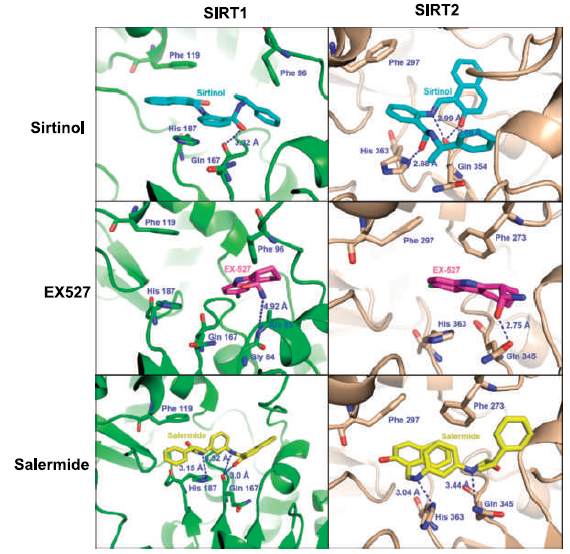 SIRT1
SIRT2
Sirtinol
Phe 119
Phe 96
Sirtinol
His 187
Gln 167
3.32 Å
Phe 297
Sirtinol
2.99 Å
His 363
2.88 Å
Gln 354
EX527
Phe 119
Phe 96
EX-527
His 187
4.92 Å
Gln 167
Gly 84
Phe 297
Phe 273
EX-527
2.75 Å
His 363
Gln 345
Salermide
Phe 119
Salermide
3.15 Å
3.0 Å
His 187
Gln 167
Phe 297
Phe 273
Salermide
3.04 Å
3.44 Å
His 363
Gln 345